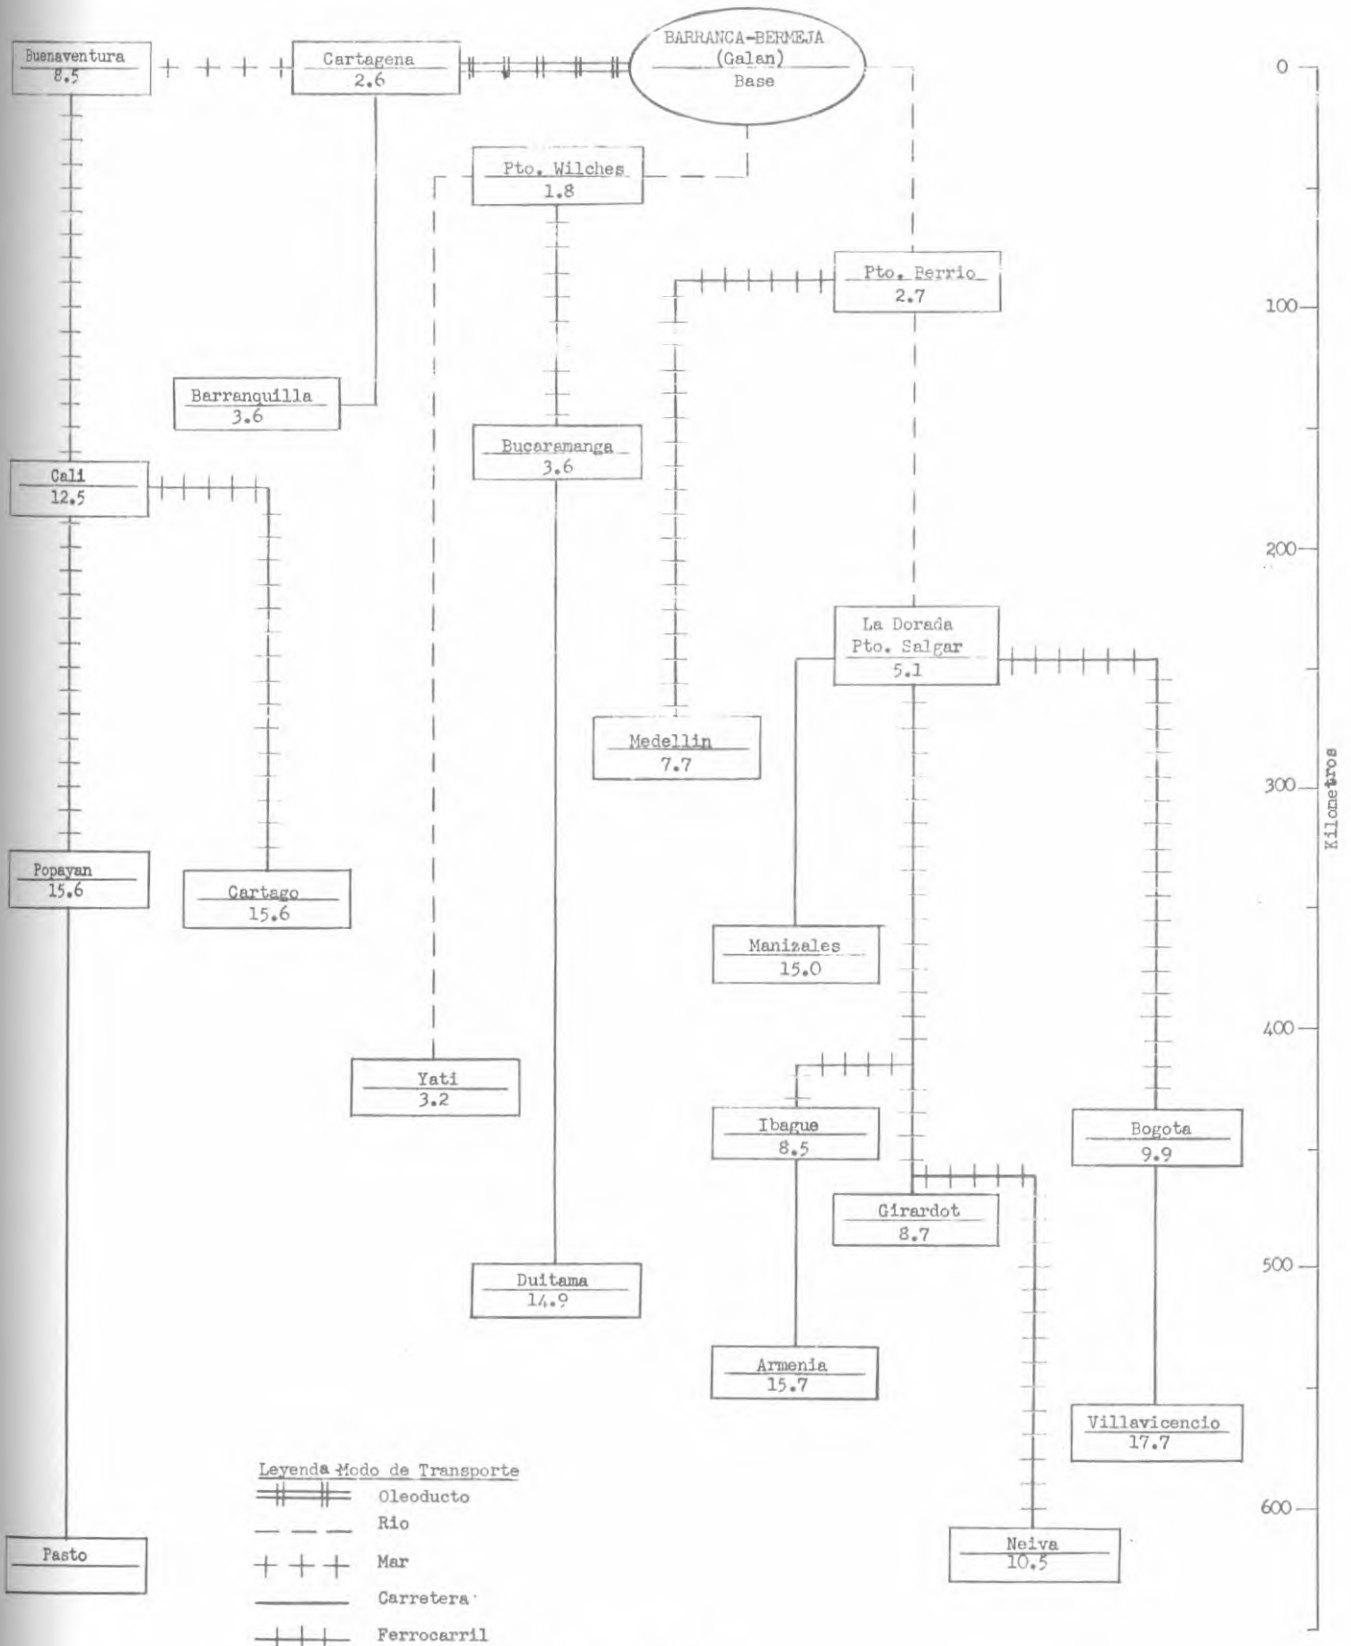 BARRANCA-BERMEJA
(Galan)
Base
Buenaventura
8.5
Cartagena
2.6
0
Pto. Wilches
1.8
Pto. Berrio
2.7
100
Barranquilla
3.6
Bucaramanga
3.6
Cali
12.5
200
La Dorada
Pto. Salgar
5.1
Medellin
7.7
300
Kilometros
Popayan
15.6
Cartago
15.6
Manizales
15.0
400
Yati
3.2
Ibague
8.5
Bogota
9.9
Girardot
8.7
500
Duitama
14.9
Armenia
15.7
Villavicencio
17.7
600
Neiva
10.5
Pasto
Leyenda-Modo de Transporte
Oleoducto
Rio
Mar
Carretera
Ferrocarril